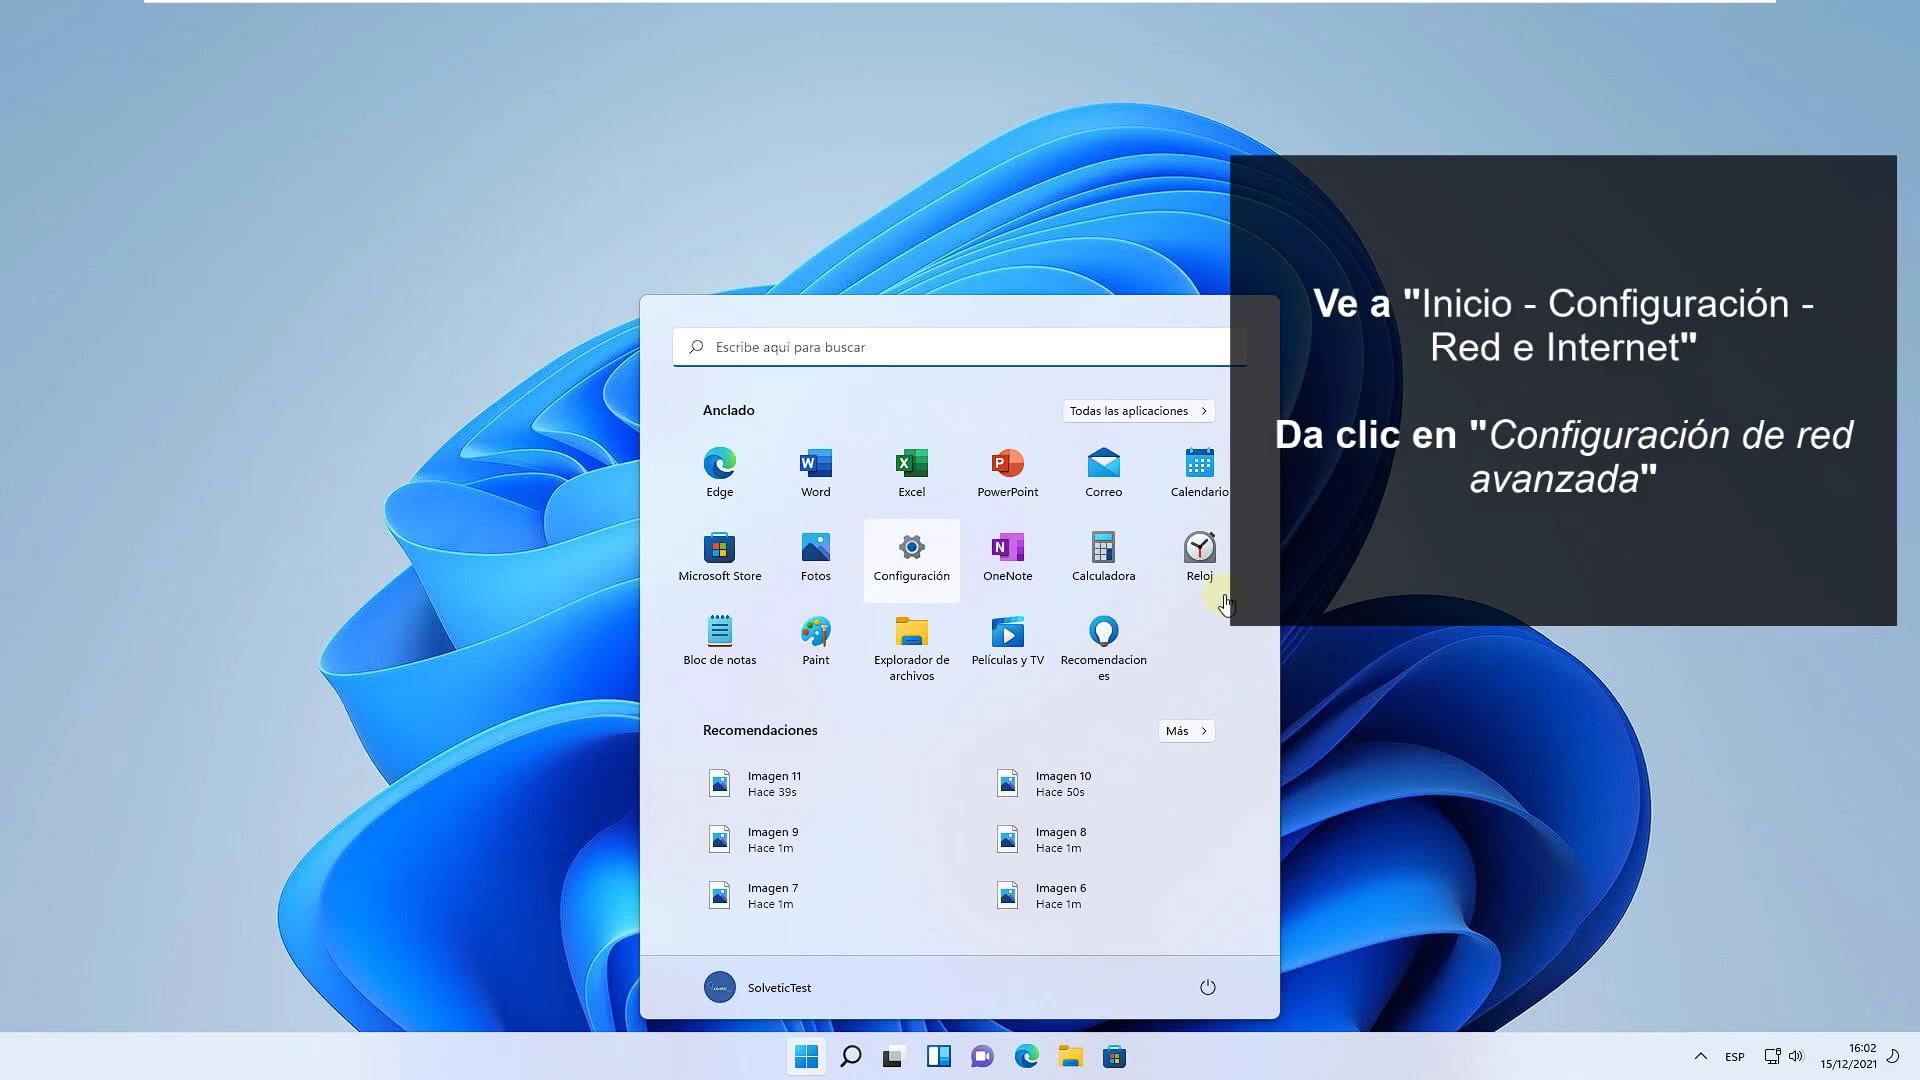 Escribe aquí para buscar
Anclado
Todas las aplicaciones
Edge
Word
Excel
PowerPoint
Correo
Calendario
Microsoft Store
Fotos
Configuración
OneNote
Calculadora
Reloj
Bloc de notas
Paint
Explorador de
archivos
Películas y TV
Recomendacion
es
Recomendaciones
Más
Imagen 11
Hace 39s
Imagen 10
Hace 50s
Imagen 9
Hace 1m
Imagen 8
Hace 1m
Imagen 7
Hace 1m
Imagen 6
Hace 1m
SolveticTest
Ve a "Inicio - Configuración -
Red e Internet"
Da clic en "Configuración de red
avanzada"
ESP
16:02
15/12/2021